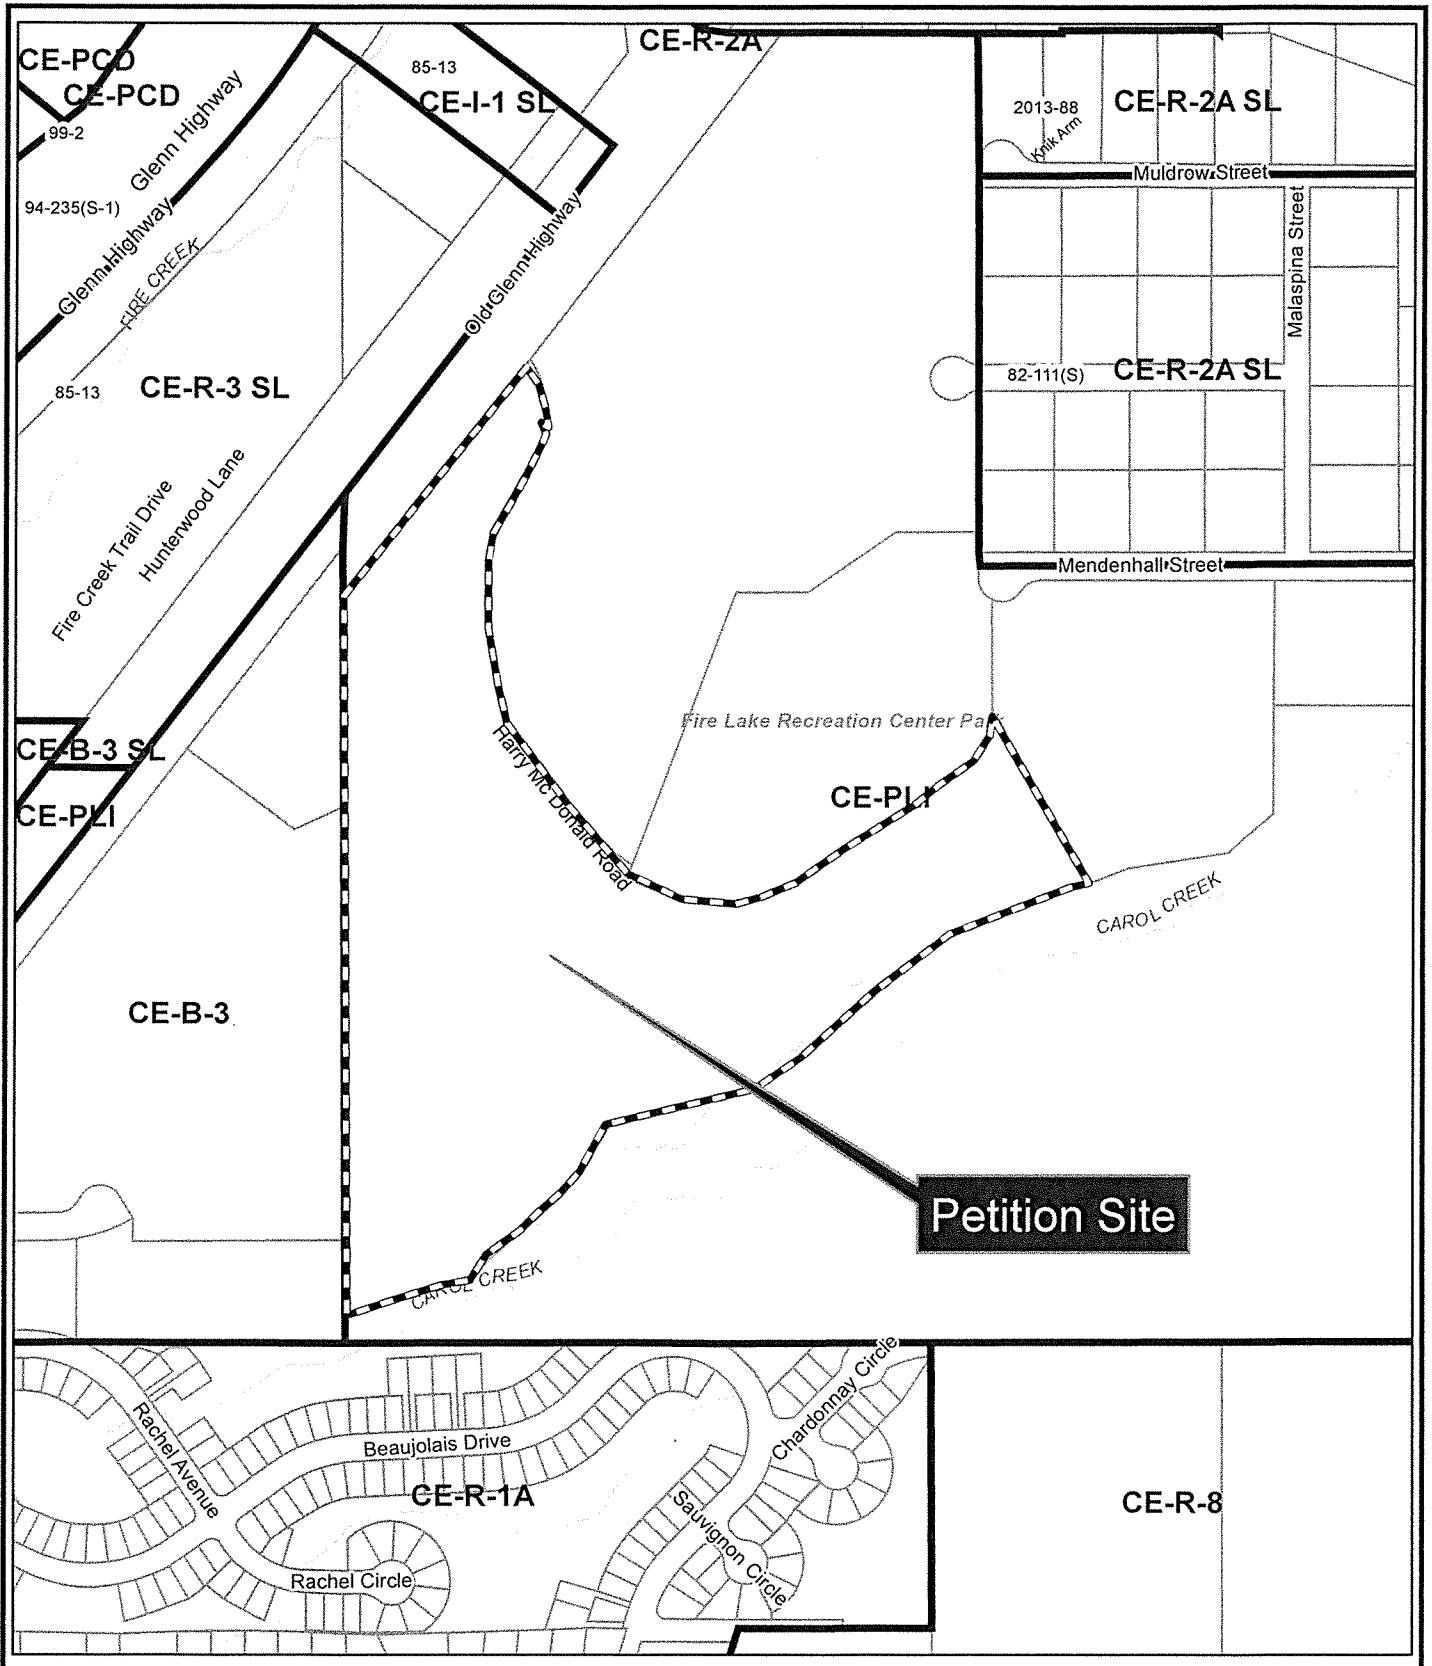 CE-R-2A
CE-PCD
85-13
CE-PCD
CE-I-1 SL
CE-R-2A SL
2013-88
99-2
Glenn Highway
Knik Arm
Muldrow Street
94-235(S-1)
Glenn Highway
FIRE CREEK
Old Glenn Highway
Malaspina Street
CE-R-3 SL
85-13
82-111(S)
CE-R-2A SL
Fire Creek Trail Drive
Hunterwood Lane
Mendenhall Street
Fire Lake Recreation Center Park
CE-B-3 SL
Harry Mc Donald Road
CE-PLI
CE-PLI
CAROL CREEK
CE-B-3
Petition Site
CAROL CREEK
Chardonnay Circle
Rachel Avenue
Beaujolais Drive
CE-R-1A
CE-R-8
Sauvignon Circle
Rachel Circle